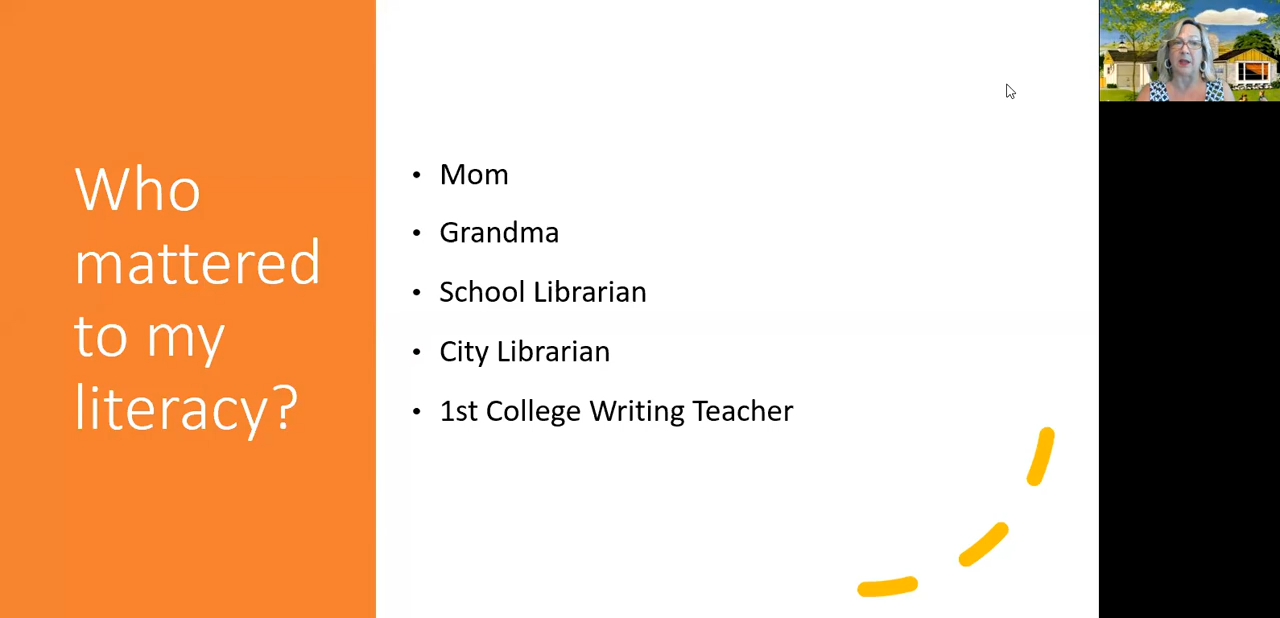 Who
mattered
to my
literacy?
• Mom
• Grandma
• School Librarian
• City Librarian
• 1st College Writing Teacher